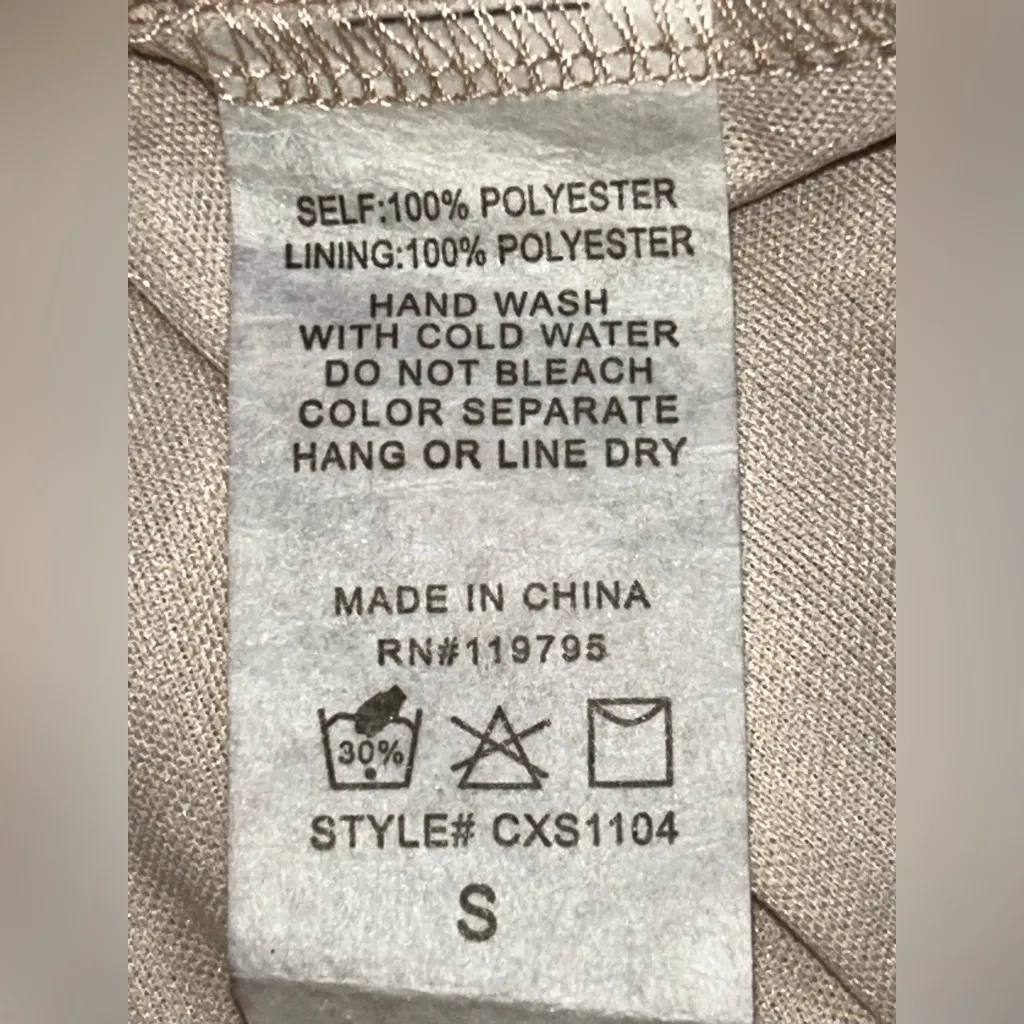 SELF:100% POLYESTER
LINING:100% POLYESTER
HAND WASH
WITH COLD WATER
DO NOT BLEACH
COLOR SEPARATE
HANG OR LINE DRY
MADE IN CHINA
RN#119795
30%
STYLE# CXS1104
S